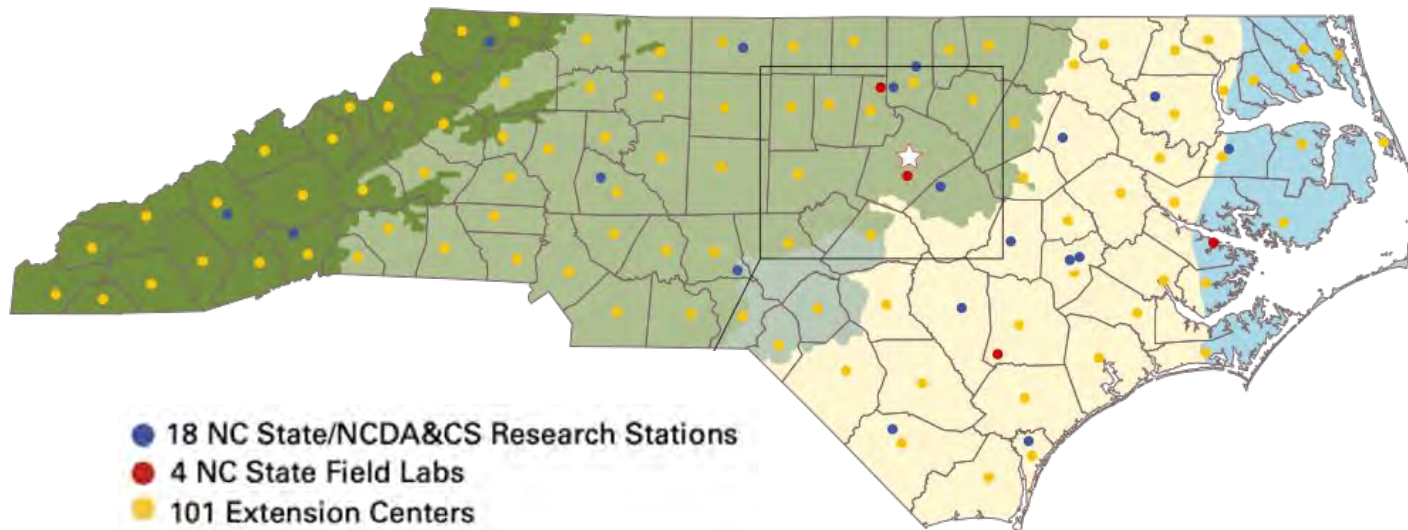 18 NC State/NCDA&CS Research Stations
4 NC State Field Labs
101 Extension Centers